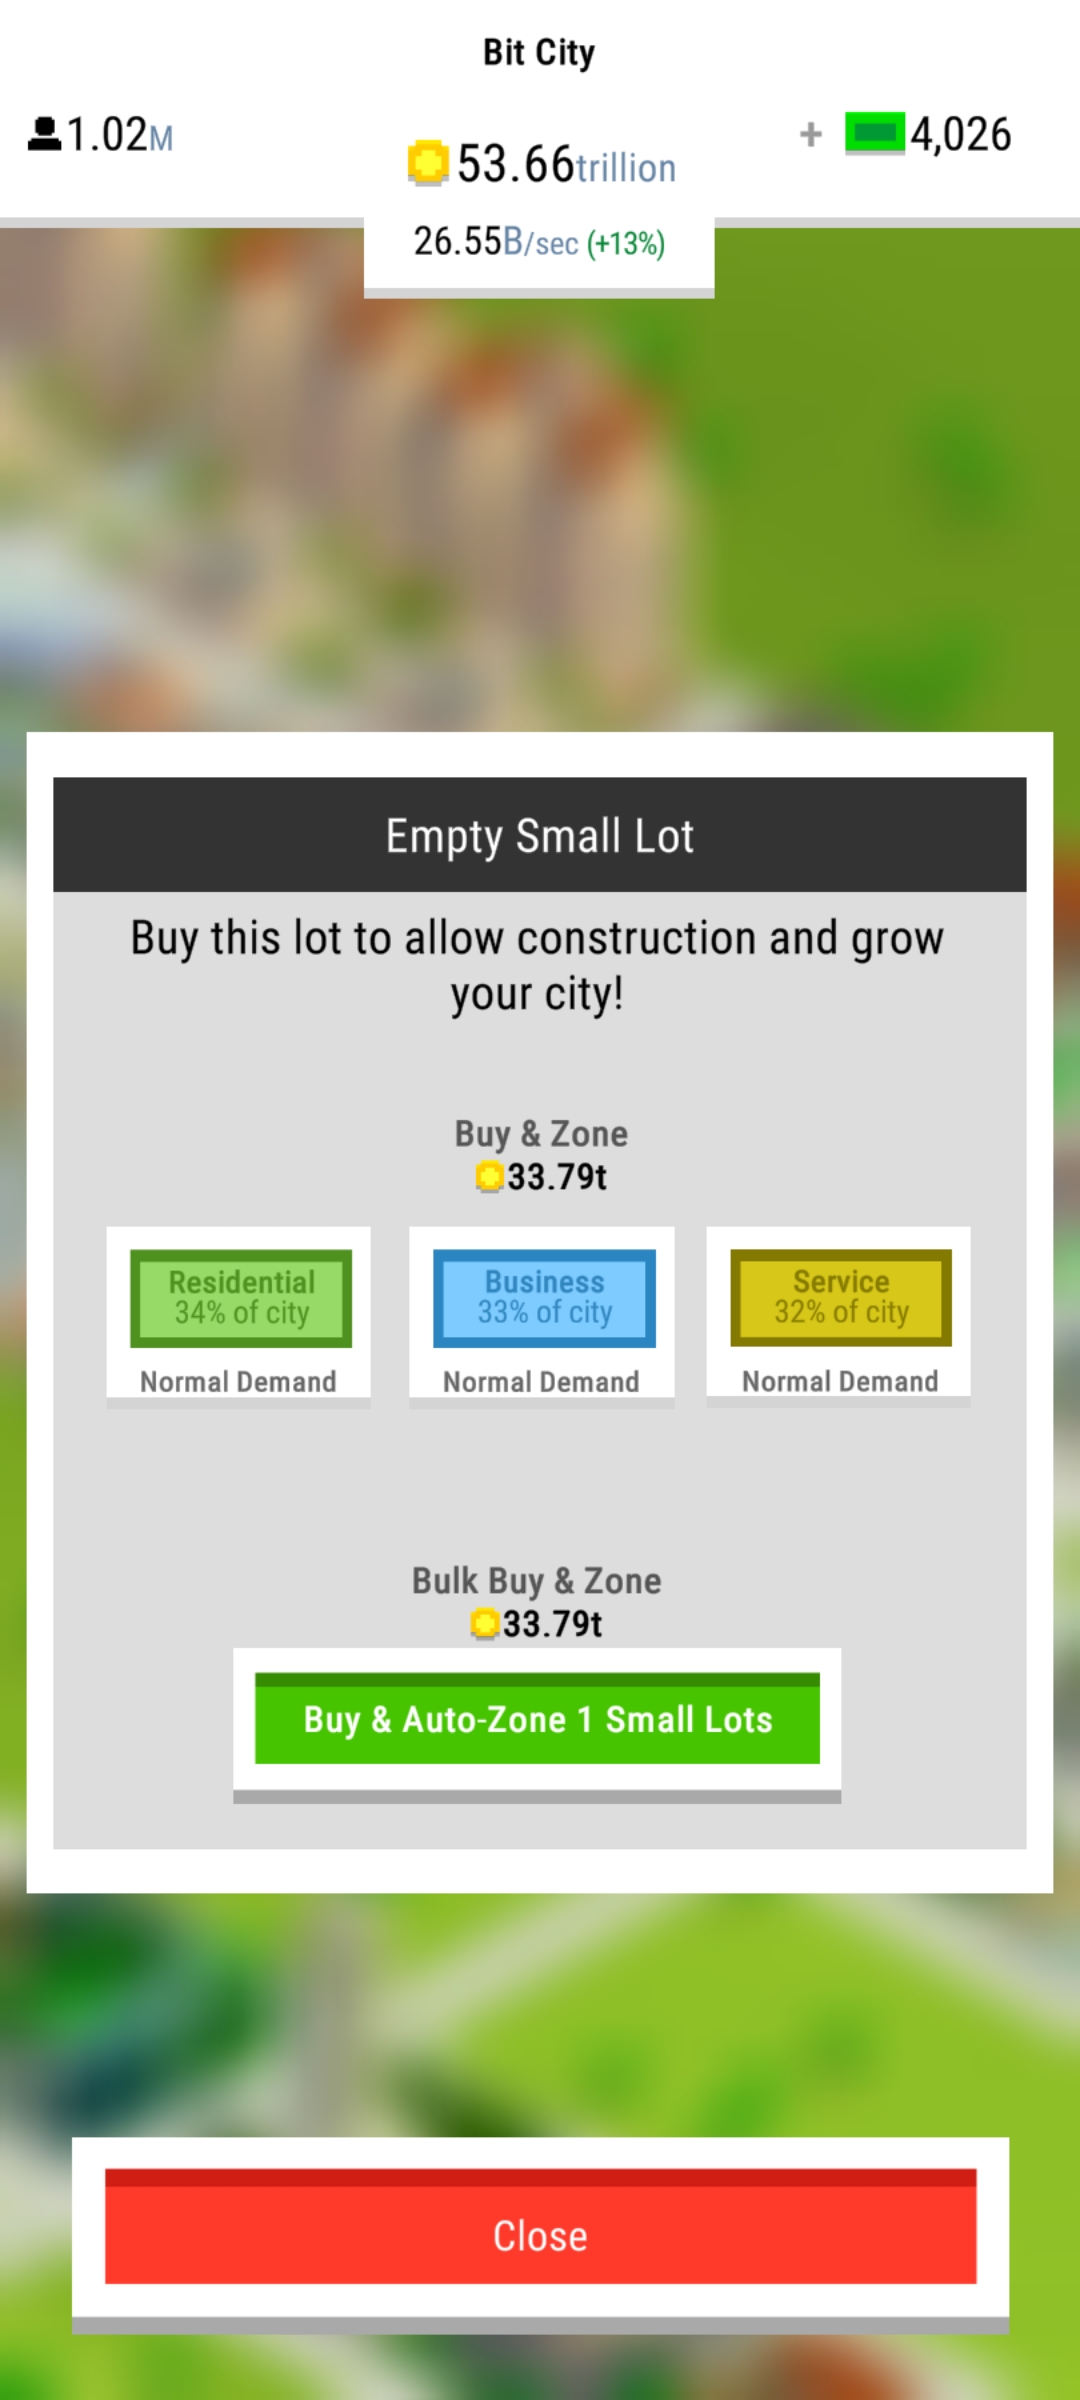 Bit City
1.02M
53.66trillion
+ 4,026
26.55B/sec (+13%)
Empty Small Lot
Buy this lot to allow construction and grow
your city!
Buy & Zone
33.79t
Residential
34% of city
Normal Demand
Business
33% of city
Normal Demand
Service
32% of city
Normal Demand
Bulk Buy & Zone
33.79t
Buy & Auto-Zone 1 Small Lots
Close